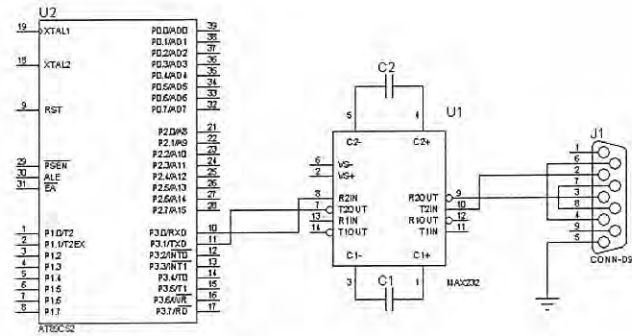 U2
19 XTAL1 P0.0/AD0 39
P0.1/AD1 38
P0.2/AD2 37
18 XTAL2 P0.3/AD3 36
P0.4/AD4 35
P0.5/AD5 34
P0.6/AD6 33
9 RST P0.7/AD7 32
P2.0/A8 21
P2.1/A9 22
P2.2/A10 23
29 PSEN P2.3/A11 24
30 ALE P2.4/A12 25
31 EA P2.5/A13 26
P2.6/A14 27
P2.7/A15 28
1 P1.0/T2 P3.0/RXD 10
2 P1.1/T2EX P3.1/TXD 11
3 P1.2 P3.2/INT0 12
4 P1.3 P3.3/INT1 13
5 P1.4 P3.4/T0 14
6 P1.5 P3.5/T1 15
7 P1.6 P3.6/WR 16
8 P1.7 P3.7/RD 17
AT89C52
C2
U1
5 4
C2- C2+
6 VS-
2 VS+
8 R2IN R2OUT 9
7 T2OUT T2IN 10
13 R1IN R1OUT 12
14 T1OUT T1IN 11
C1- C1+
3 C1 1
MAX232
J1
1
6
2
7
3
8
4
9
5
CONN-D9